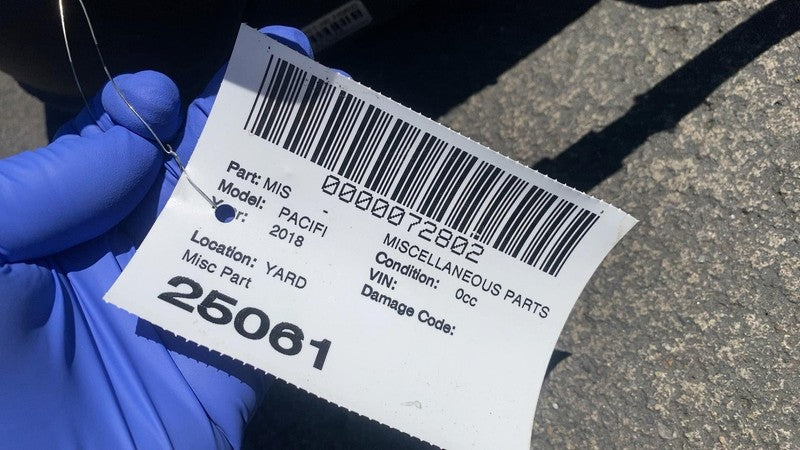 0000072802
Part: MIS - MISCELLANEOUS PARTS
Model: PACIFI Condition: 0cc
Year: 2018 VIN:
Damage Code:
Location: YARD
Misc Part
25061